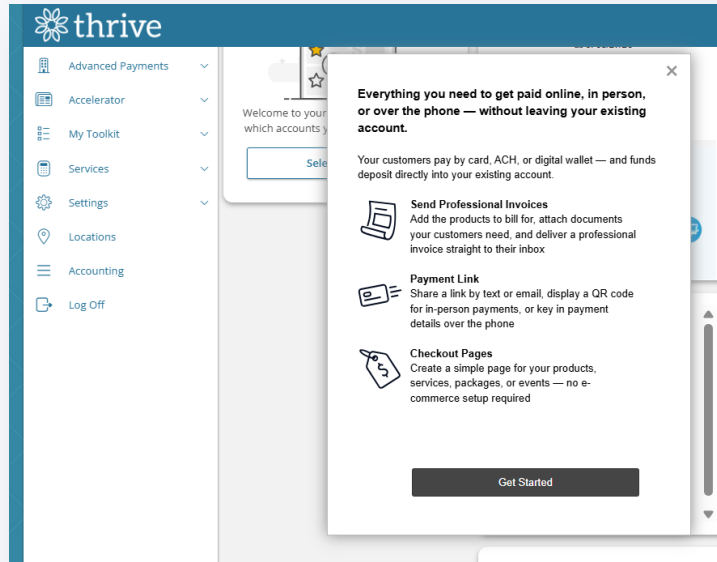 thrive
Advanced Payments
Accelerator
My Toolkit
Services
Settings
Locations
Accounting
Log Off
Welcome to your
which accounts
Everything you need to get paid online, in person,
or over the phone — without leaving your existing
account.
Your customers pay by card, ACH, or digital wallet — and funds
deposit directly into your existing account.
Send Professional Invoices
Add the products to bill for, attach documents
your customers need, and deliver a professional
invoice straight to their inbox
Payment Link
Share a link by text or email, display a QR code
for in-person payments, or key in payment
details over the phone
Checkout Pages
Create a simple page for your products,
services, packages, or events — no e-
commerce setup required
Get Started